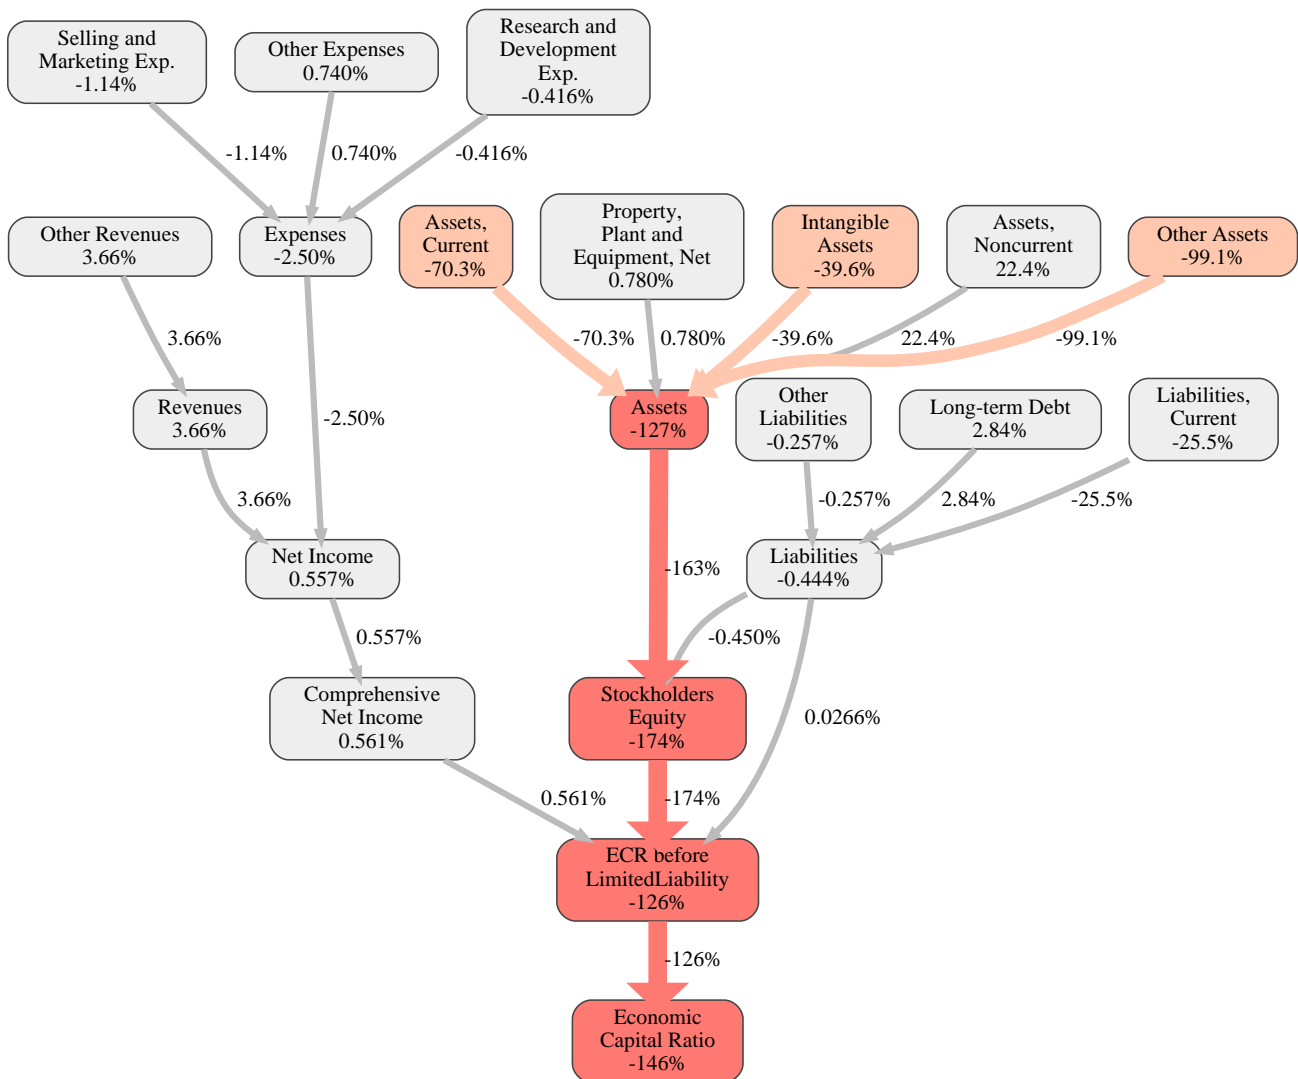 Selling and
Marketing Exp.
-1.14%
Other Expenses
0.740%
Research and
Development
Exp.
-0.416%
-1.14%
0.740%
-0.416%
Other Revenues
3.66%
Expenses
-2.50%
Assets,
Current
-70.3%
Property,
Plant and
Equipment, Net
0.780%
Intangible
Assets
-39.6%
Assets,
Noncurrent
22.4%
Other Assets
-99.1%
3.66%
-70.3%
0.780%
-39.6%
22.4%
-99.1%
Revenues
3.66%
-2.50%
Assets
-127%
Other
Liabilities
-0.257%
Long-term Debt
2.84%
Liabilities,
Current
-25.5%
3.66%
-0.257%
2.84%
-25.5%
Net Income
0.557%
-163%
Liabilities
-0.444%
0.557%
-0.450%
Comprehensive
Net Income
0.561%
Stockholders
Equity
-174%
0.0266%
0.561%
-174%
ECR before
LimitedLiability
-126%
-126%
Economic
Capital Ratio
-146%